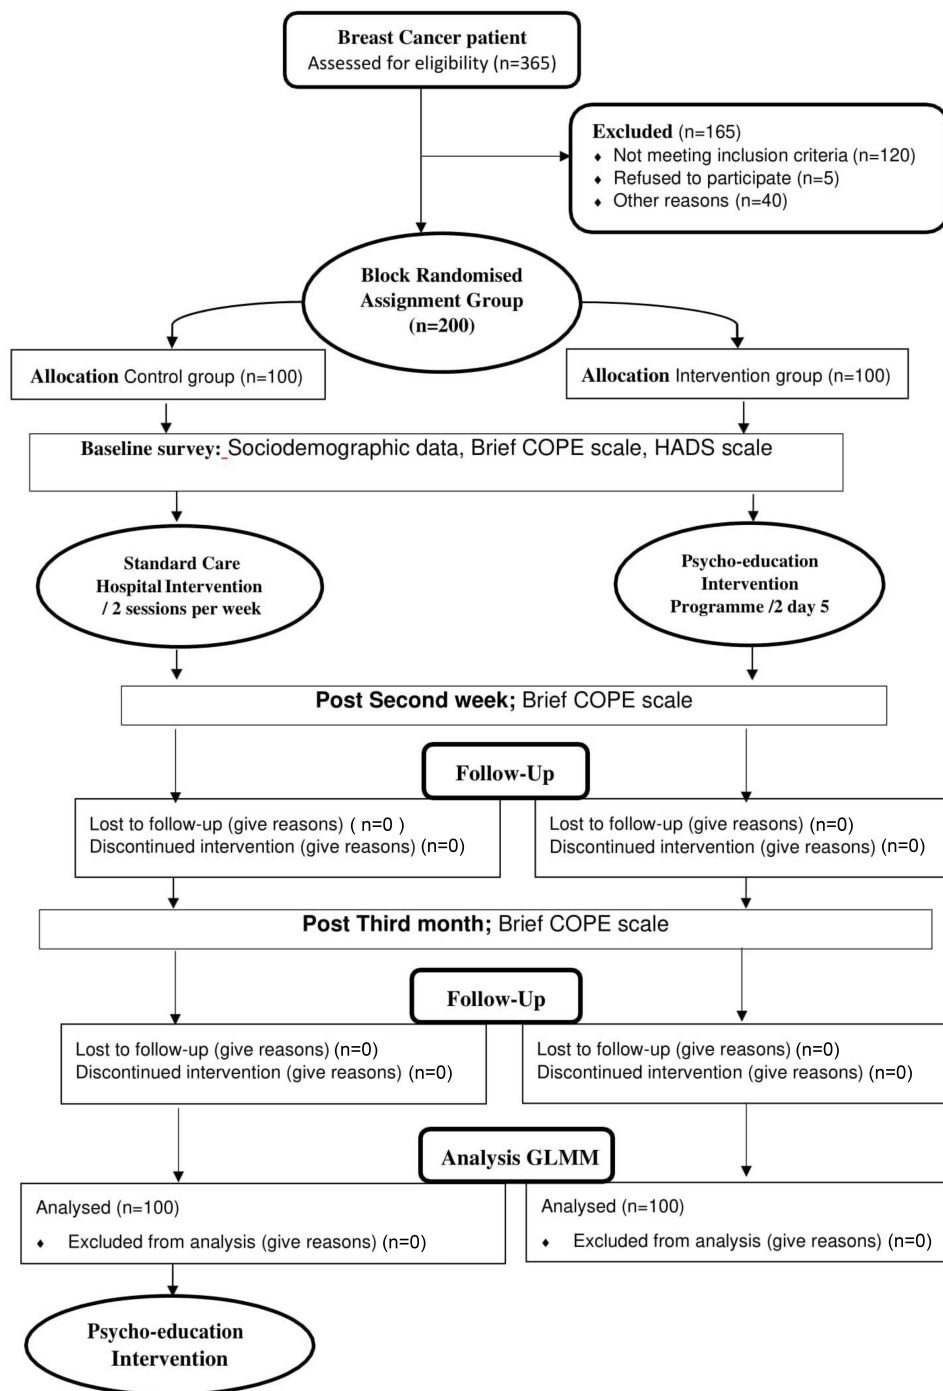 Breast Cancer patient
Assessed for eligibility (n=365)
Excluded (n=165)
♦ Not meeting inclusion criteria (n=120)
♦ Refused to participate (n=5)
♦ Other reasons (n=40)
Block Randomised
Assignment Group
(n=200)
Allocation Control group (n=100)
Allocation Intervention group (n=100)
Baseline survey: Sociodemographic data, Brief COPE scale, HADS scale
Standard Care
Hospital Intervention
/ 2 sessions per week
Psycho-education
Intervention
Programme /2 day 5
Post Second week; Brief COPE scale
Follow-Up
Lost to follow-up (give reasons) ( n=0 )
Discontinued intervention (give reasons) (n=0)
Lost to follow-up (give reasons) (n=0)
Discontinued intervention (give reasons) (n=0)
Post Third month; Brief COPE scale
Follow-Up
Lost to follow-up (give reasons) (n=0)
Discontinued intervention (give reasons) (n=0)
Lost to follow-up (give reasons) (n=0)
Discontinued intervention (give reasons) (n=0)
Analysis GLMM
Analysed (n=100)
♦ Excluded from analysis (give reasons) (n=0)
Analysed (n=100)
♦ Excluded from analysis (give reasons) (n=0)
Psycho-education
Intervention